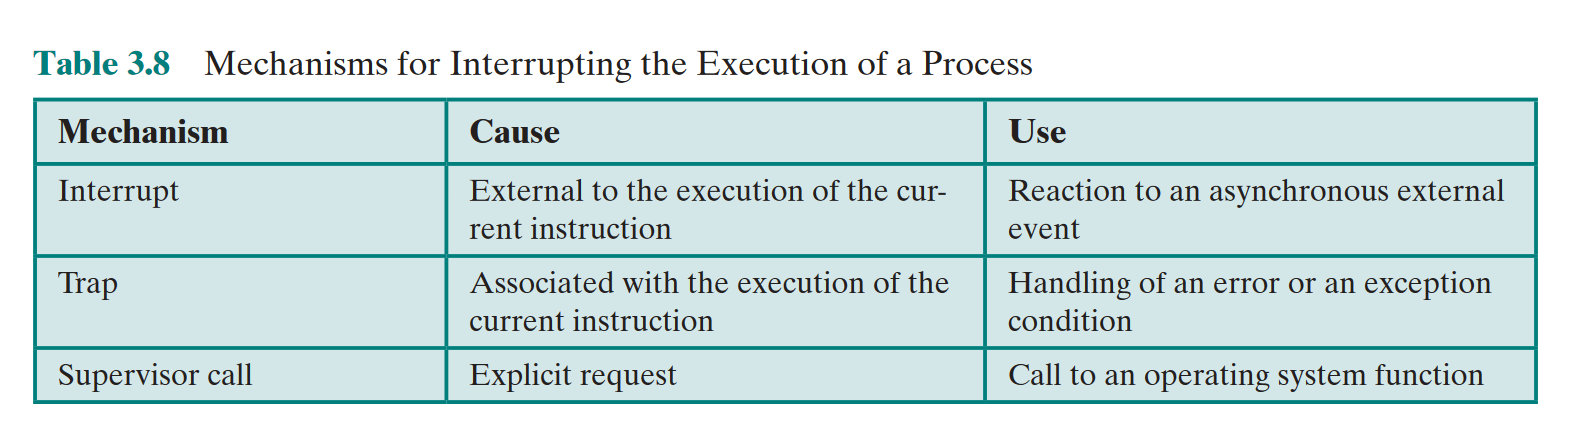 Table 3.8 Mechanisms for Interrupting the Execution of a Process
Mechanism Cause Use
Interrupt External to the execution of the cur- Reaction to an asynchronous external
rent instruction event
Trap Associated with the execution of the Handling of an error or an exception
current instruction condition
Supervisor call Explicit request Call to an operating system function